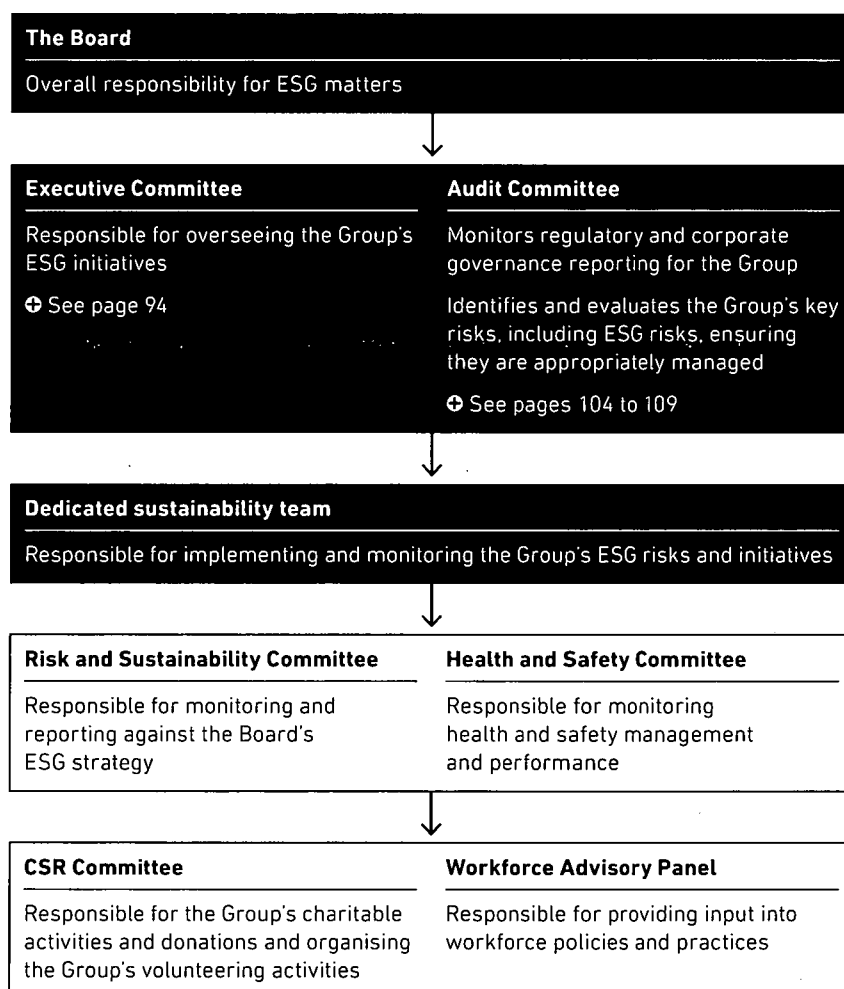 The Board
Overall responsibility for ESG matters
Executive Committee
Responsible for overseeing the Group's
ESG initiatives
See page 94
Audit Committee
Monitors regulatory and corporate
governance reporting for the Group
Identifies and evaluates the Group's key
risks, including ESG risks, ensuring
they are appropriately managed
See pages 104 to 109
Dedicated sustainability team
Responsible for implementing and monitoring the Group's ESG risks and initiatives
Risk and Sustainability Committee
Responsible for monitoring and
reporting against the Board's
ESG strategy
Health and Safety Committee
Responsible for monitoring
health and safety management
and performance
CSR Committee
Responsible for the Group's charitable
activities and donations and organising
the Group's volunteering activities
Workforce Advisory Panel
Responsible for providing input into
workforce policies and practices